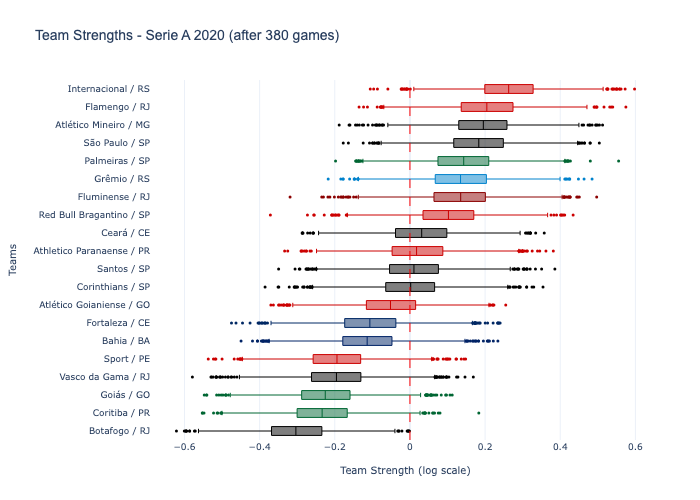 Team Strengths - Serie A 2020 (after 380 games)
Internacional / RS
Flamengo / RJ
Atlético Mineiro / MG
São Paulo / SP
Palmeiras / SP
Grêmio / RS
Fluminense / RJ
Red Bull Bragantino / SP
Ceará / CE
Athletico Paranaense / PR
Santos / SP
Corinthians / SP
Atlético Goianiense / GO
Fortaleza / CE
Bahia / BA
Sport / PE
Vasco da Gama / RJ
Goiás / GO
Coritiba / PR
Botafogo / RJ
Teams
−0.6 −0.4 −0.2 0 0.2 0.4 0.6
Team Strength (log scale)